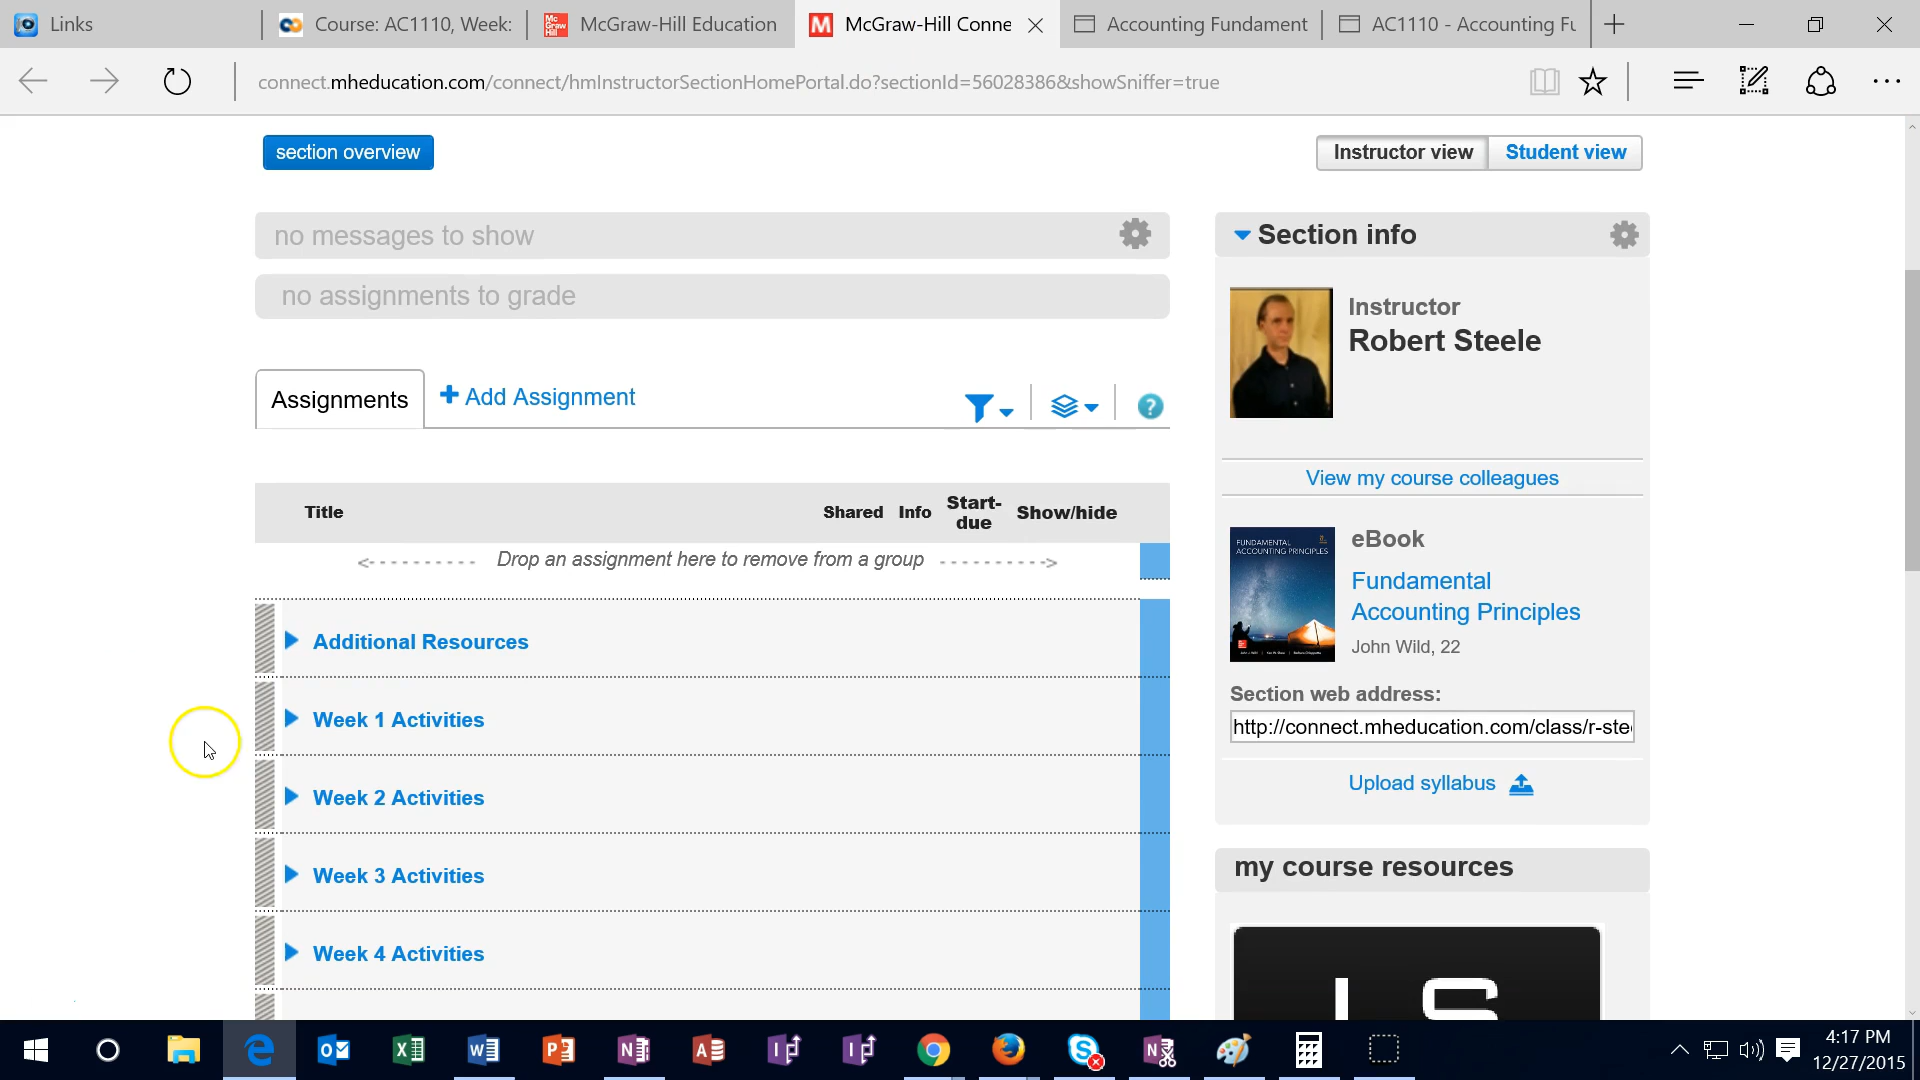 Links
Course: AC1110, Week:
McGraw-Hill Education
McGraw-Hill Conne
Accounting Fundament
AC1110 - Accounting Fu
connect.mheducation.com/connect/hmInstructorSectionHomePortal.do?sectionId=56028386&showSniffer=true
section overview
Instructor view
Student view
no messages to show
no assignments to grade
Assignments
Add Assignment
?
Title
Shared
Info
Start-
due
Show/hide
Drop an assignment here to remove from a group
Additional Resources
Week 1 Activities
Week 2 Activities
Week 3 Activities
Week 4 Activities
Section info
Instructor
Robert Steele
View my course colleagues
FUNDAMENTAL
ACCOUNTING PRINCIPLES
eBook
Fundamental
Accounting Principles
John Wild, 22
Section web address:
http://connect.mheducation.com/class/r-ste
Upload syllabus
my course resources
LS
4:17 PM
12/27/2015